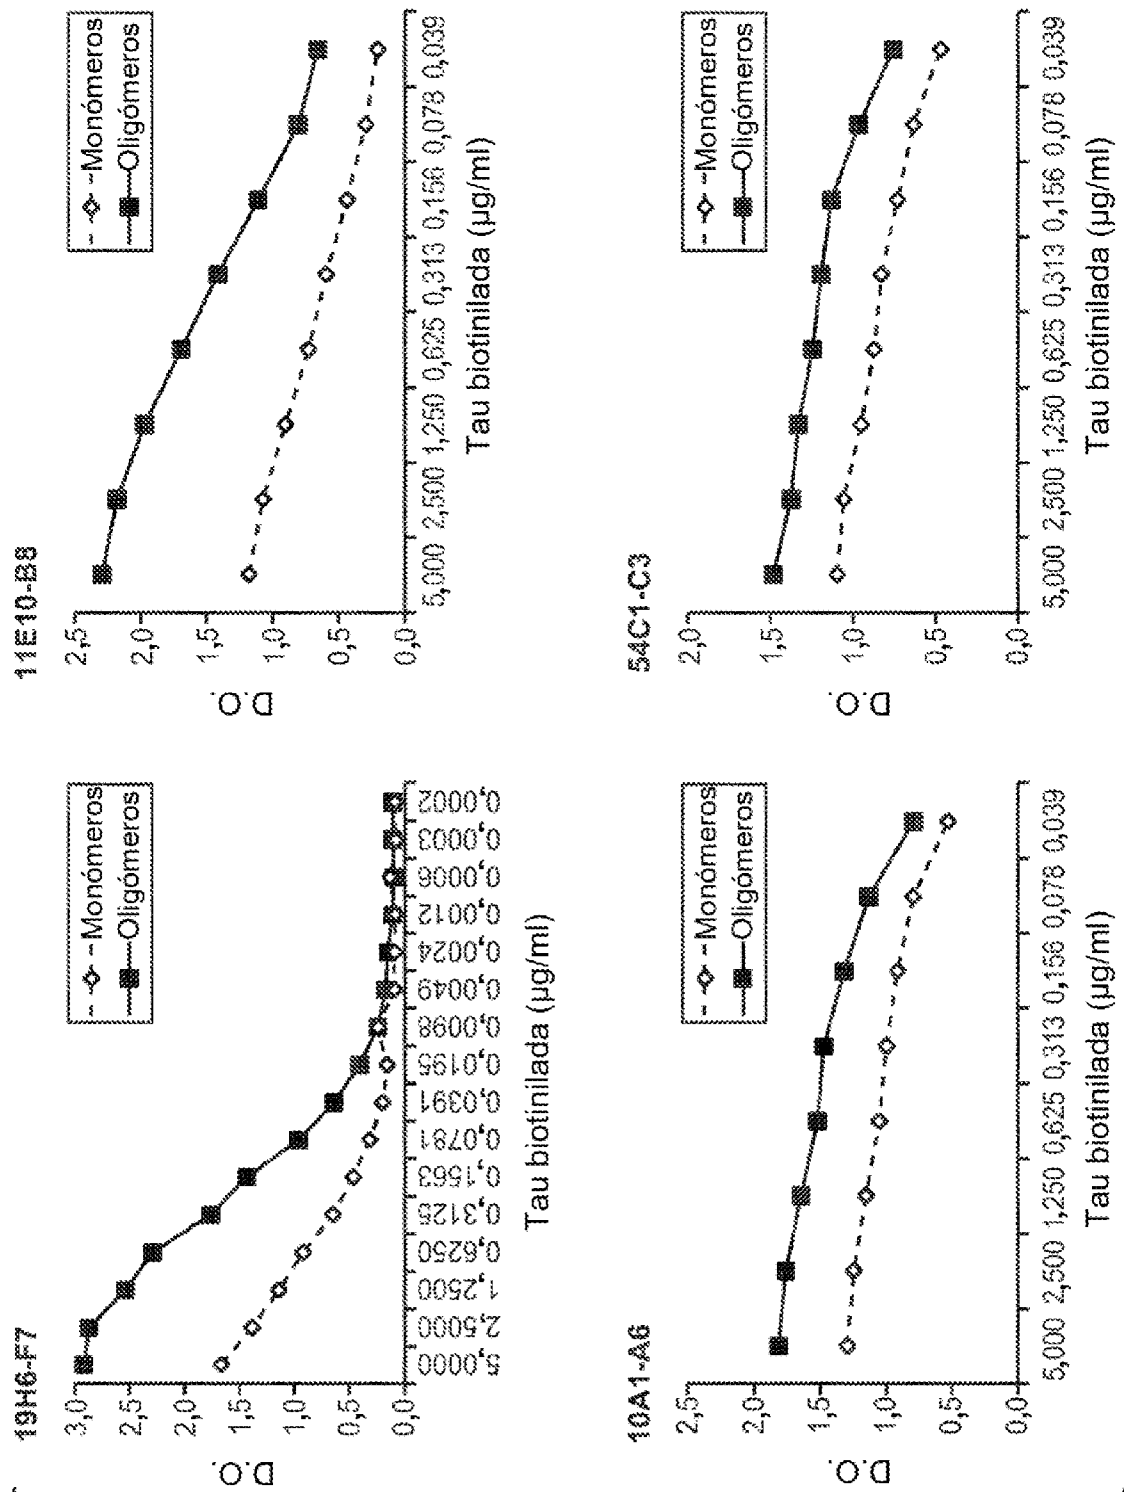 19H6-F7
D.O.
3,0
2,5
2,0
1,5
1,0
0,5
0,0
5,0000 2,5000 1,2500 0,6250 0,3125 0,1563 0,0781 0,0391 0,0195 0,0098 0,0049 0,0024 0,0012 0,0006 0,0003 0,0002
Tau biotinilada (µg/ml)
Monómeros
Oligómeros
11E10-B8
D.O.
2,5
2,0
1,5
1,0
0,5
0,0
5,000 2,500 1,250 0,625 0,313 0,156 0,078 0,039
Tau biotinilada (µg/ml)
Monómeros
Oligómeros
10A1-A6
D.O.
2,5
2,0
1,5
1,0
0,5
0,0
5,000 2,500 1,250 0,625 0,313 0,156 0,078 0,039
Tau biotinilada (µg/ml)
Monómeros
Oligómeros
54C1-C3
D.O.
2,0
1,5
1,0
0,5
0,0
5,000 2,500 1,250 0,625 0,313 0,156 0,078 0,039
Tau biotinilada (µg/ml)
Monómeros
Oligómeros